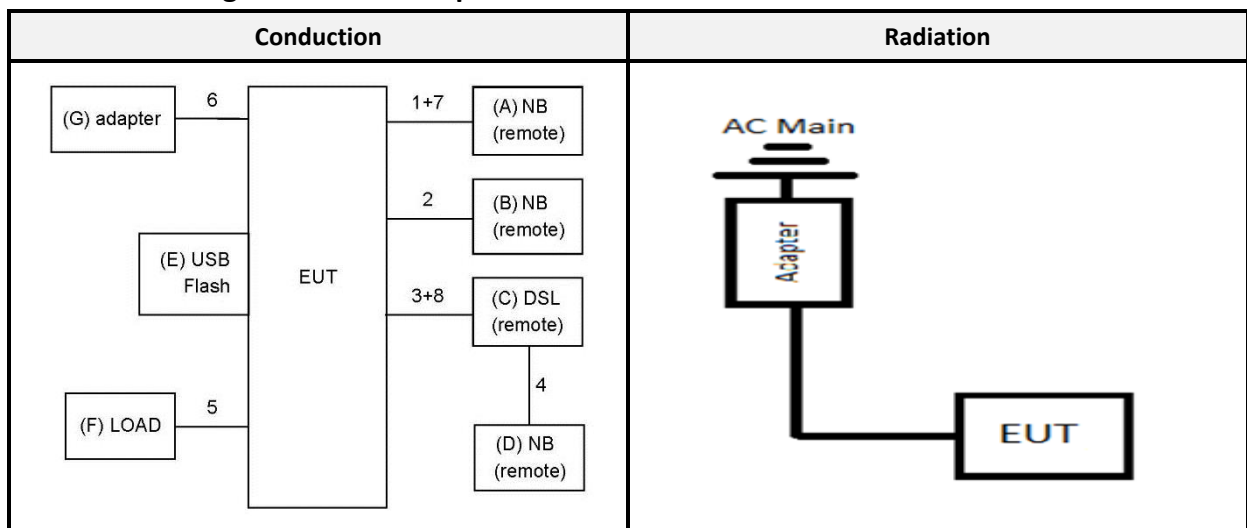 Conduction
Radiation
(G) adapter
6
1+7
(A) NB
(remote)
2
(B) NB
(remote)
(E) USB
Flash
EUT
3+8
(C) DSL
(remote)
4
(F) LOAD
5
(D) NB
(remote)
AC Main
Adapter
EUT